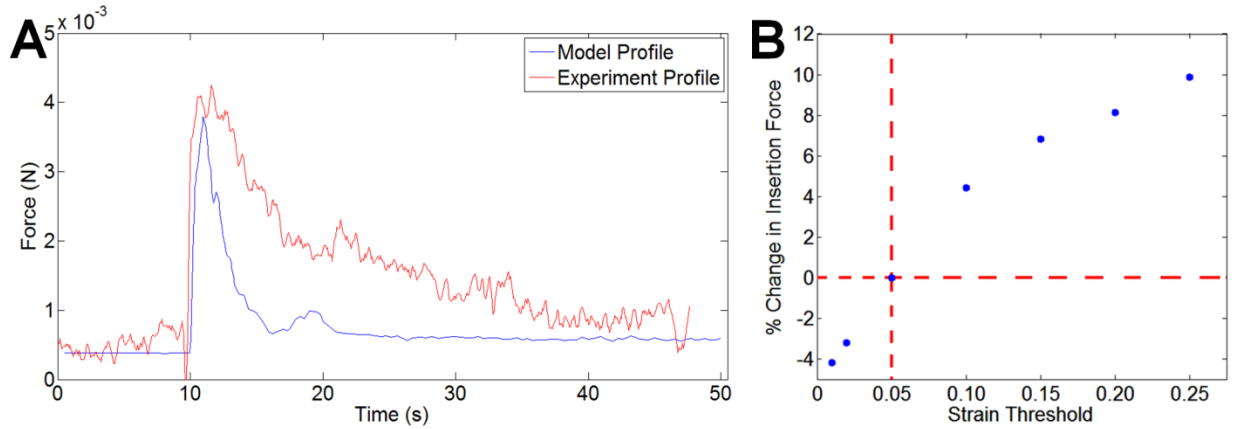 A
5 x 10^-3
4
3
2
1
0
Force (N)
0 10 20 30 40 50
Time (s)
Model Profile
Experiment Profile
B
12
10
8
6
4
2
0
-2
-4
% Change in Insertion Force
0 0.05 0.10 0.15 0.20 0.25
Strain Threshold